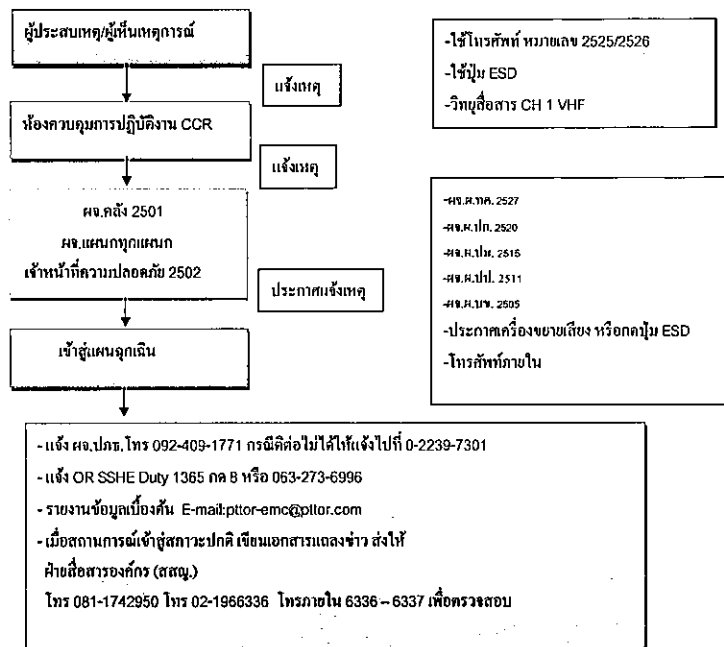 ผู้ประสบเหตุ/ผู้เห็นเหตุการณ์
แจ้งเหตุ
-ใช้โทรศัพท์ หมายเลข 2525/2526
-ใช้ปุ่ม ESD
-วิทยุสื่อสาร CH 1 VHF
ห้องควบคุมการปฏิบัติงาน CCR
แจ้งเหตุ
ผจ.คลัง 2501
ผจ.แผนกทุกแผนก
เจ้าหน้าที่ความปลอดภัย 2502
ประกาศแจ้งเหตุ
-ผจ.ผ.ทค. 2527
-ผจ.ผ.ปก. 2520
-ผจ.ผ.ปม. 2515
-ผจ.ผ.ปป. 2511
-ผจ.ผ.บข. 2505
-ประกาศเครื่องขยายเสียง หรือกดปุ่ม ESD
-โทรศัพท์ภายใน
เข้าสู่แผนฉุกเฉิน
- แจ้ง ผจ.ปภธ. โทร 092-409-1771 กรณีติดต่อไม่ได้ให้แจ้งไปที่ 0-2239-7301
- แจ้ง OR SSHE Duty 1365 กด 8 หรือ 063-273-6996
- รายงานข้อมูลเบื้องต้น E-mail:pttor-emc@pttor.com
- เมื่อสถานการณ์เข้าสู่สภาวะปกติ เขียนเอกสารแถลงข่าว ส่งให้
ฝ่ายสื่อสารองค์กร (สสญ.)
โทร 081-1742950 โทร 02-1966336 โทรภายใน 6336 – 6337 เพื่อตรวจสอบ